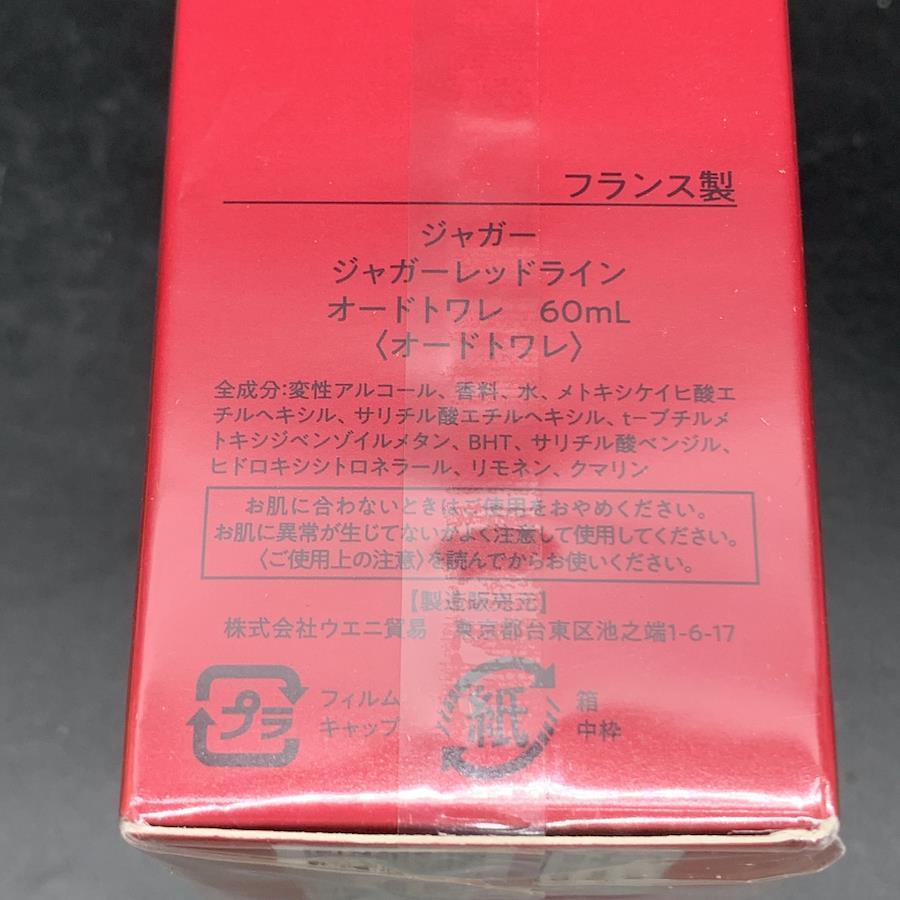 フランス製
ジャガー
ジャガーレッドライン
オードトワレ　60mL
〈オードトワレ〉
全成分:変性アルコール、香料、水、メトキシケイヒ酸エ
チルヘキシル、サリチル酸エチルヘキシル、t-ブチルメ
トキシジベンゾイルメタン、BHT、サリチル酸ベンジル、
ヒドロキシシトロネラール、リモネン、クマリン
お肌に合わないときはご使用をおやめください。
お肌に異常が生じてないかよく注意して使用してください。
〈ご使用上の注意〉を読んでからお使いください。
【製造販売元】
株式会社ウエニ貿易　東京都台東区池之端1-6-17
プラ フィルム キャップ
紙 箱 中枠